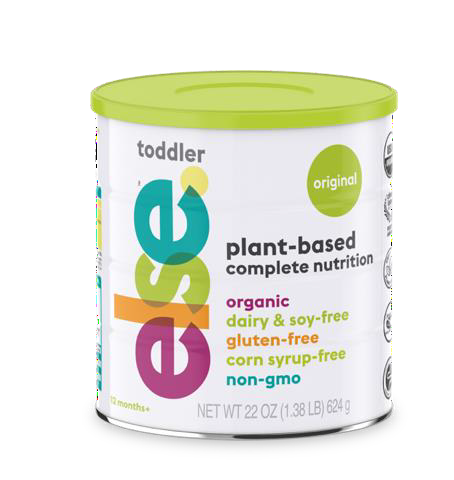 toddler
else.
original
plant-based
complete nutrition
organic
dairy & soy-free
gluten-free
corn syrup-free
non-gmo
12 months+
NET WT 22 OZ (1.38 LB) 624 g